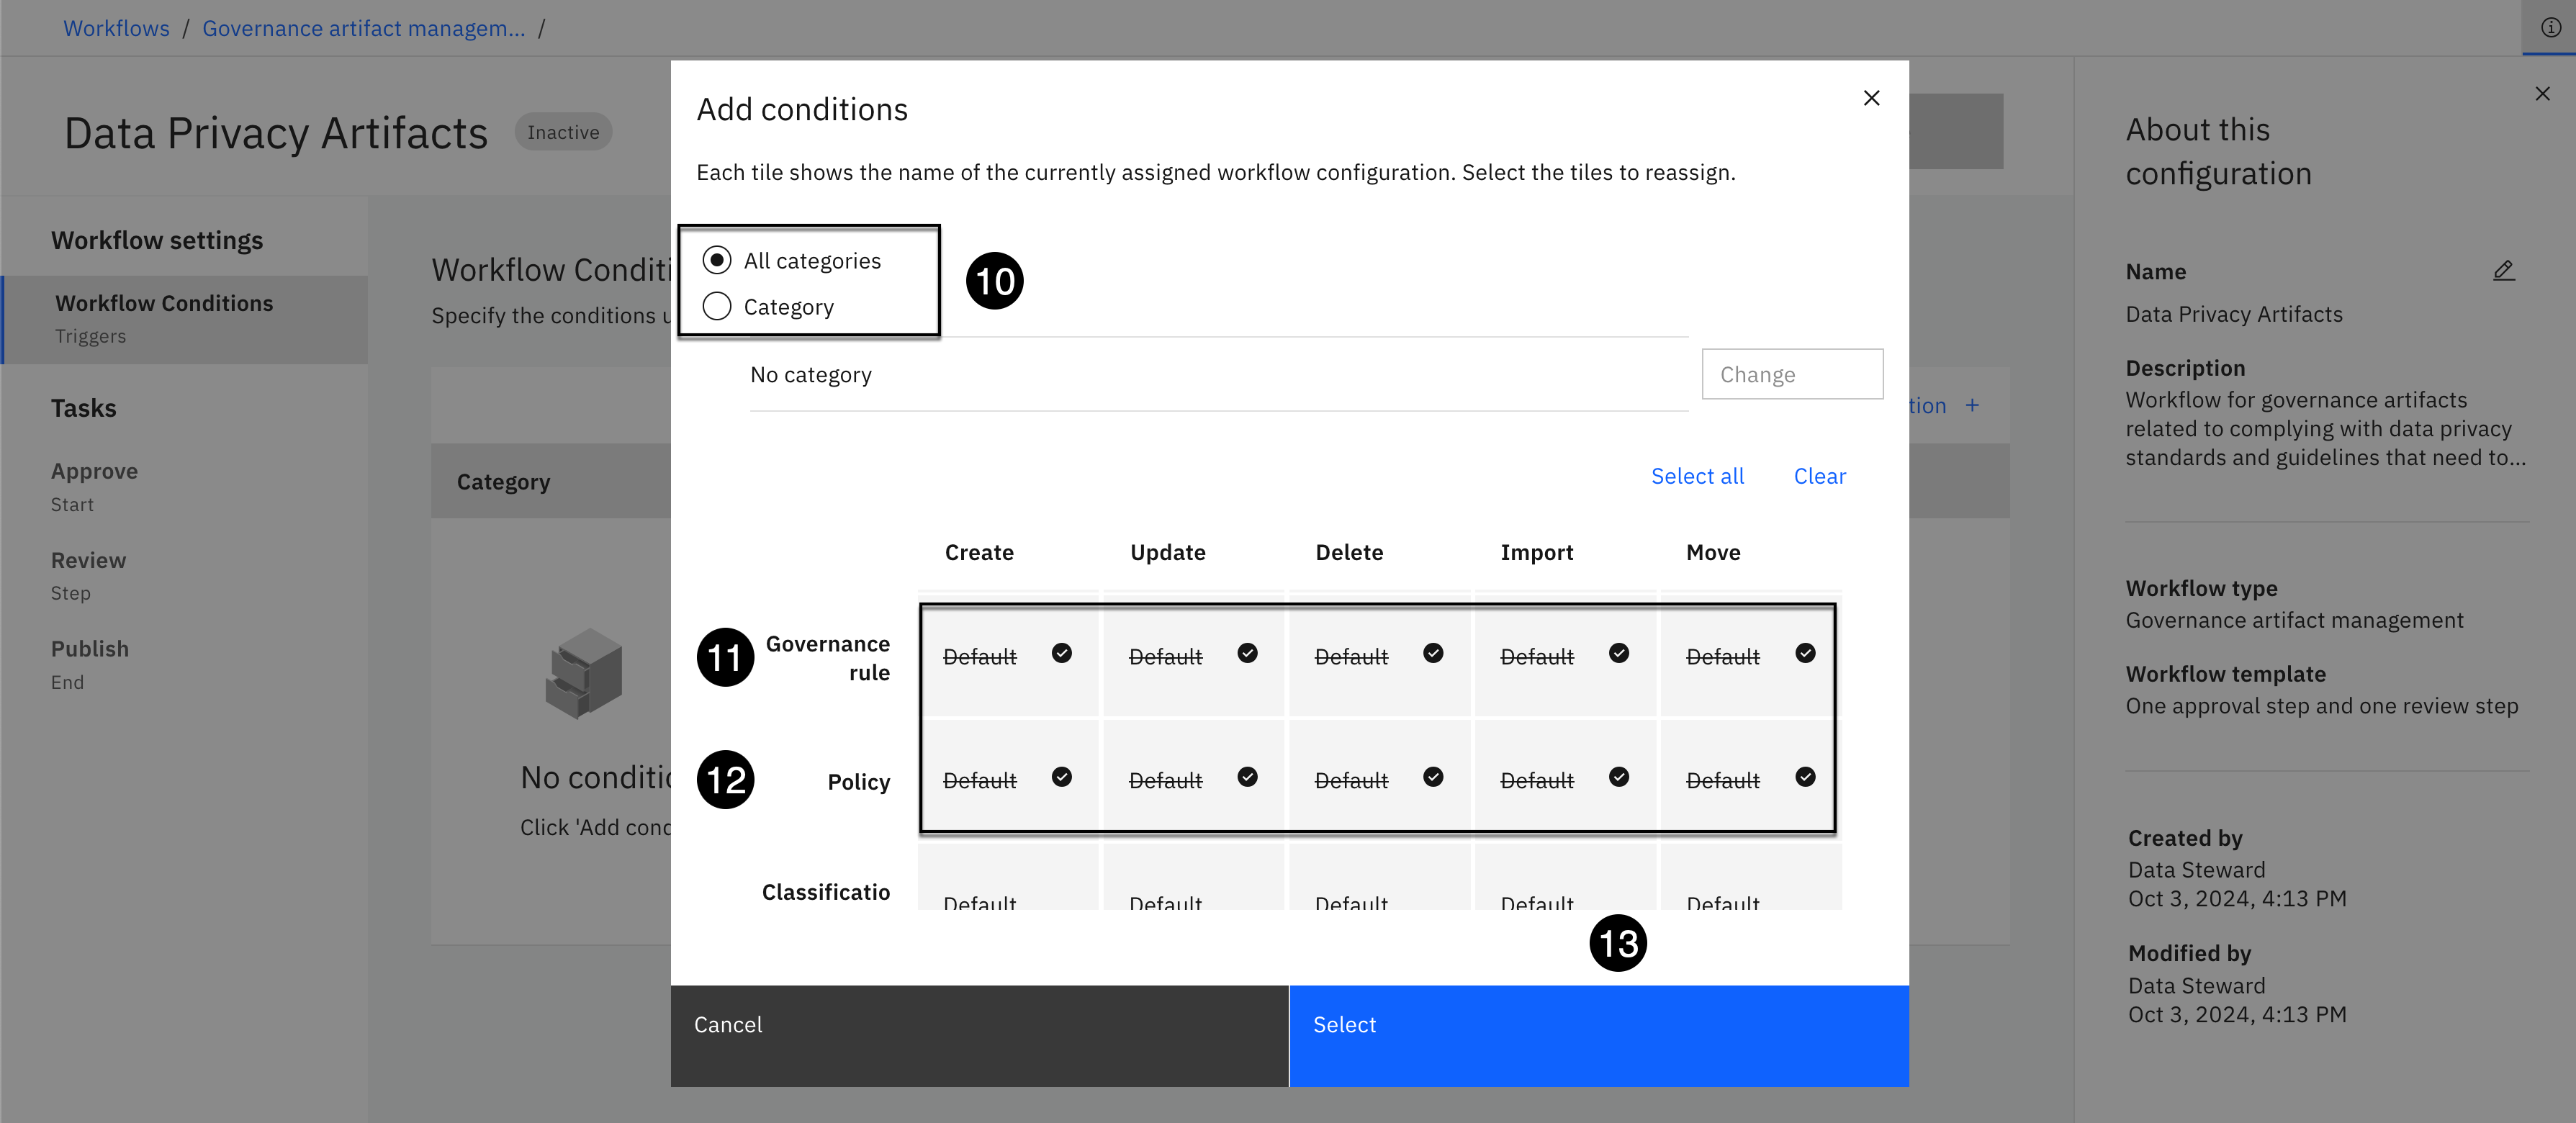 Workflows / Governance artifact managem... /
Data Privacy Artifacts
Inactive
Workflow settings
Workflow Conditions
Triggers
Tasks
Approve
Start
Review
Step
Publish
End
Workflow Conditi
Specify the conditions u
tion +
Category
No conditio
Click 'Add cond
Add conditions
Each tile shows the name of the currently assigned workflow configuration. Select the tiles to reassign.
All categories
Category
10
No category
Change
Select all Clear
Create Update Delete Import Move
11 Governance rule
Default Default Default Default Default
12 Policy
Default Default Default Default Default
Classificatio
Default Default Default Default Default
13
Cancel
Select
About this
configuration
Name
Data Privacy Artifacts
Description
Workflow for governance artifacts
related to complying with data privacy
standards and guidelines that need to...
Workflow type
Governance artifact management
Workflow template
One approval step and one review step
Created by
Data Steward
Oct 3, 2024, 4:13 PM
Modified by
Data Steward
Oct 3, 2024, 4:13 PM